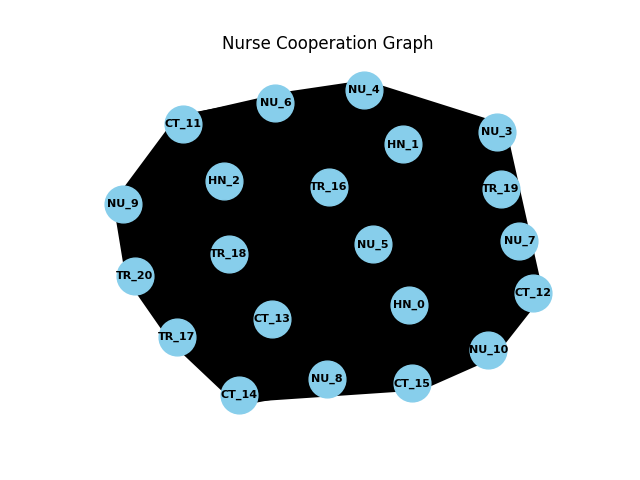 Nurse Cooperation Graph
NU_4
NU_6
CT_11
NU_3
HN_1
HN_2
TR_16
TR_19
NU_9
NU_7
NU_5
TR_18
TR_20
CT_12
HN_0
CT_13
TR_17
NU_10
NU_8
CT_15
CT_14